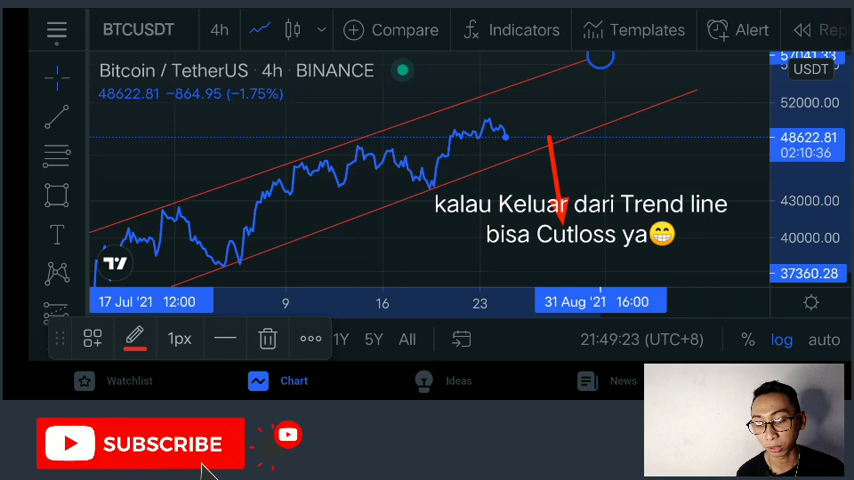 BTCUSDT 4h Compare Indicators Templates Alert Rep
Bitcoin / TetherUS · 4h · BINANCE
48622.81 −864.95 (−1.75%)
57041.33
USDT
52000.00
48622.81
02:10:36
43000.00
40000.00
37360.28
kalau Keluar dari Trend line
bisa Cutloss ya😁
17 Jul '21 12:00 9 16 23 31 Aug '21 16:00
1px 1Y 5Y All 21:49:23 (UTC+8) % log auto
Watchlist Chart Ideas News
SUBSCRIBE